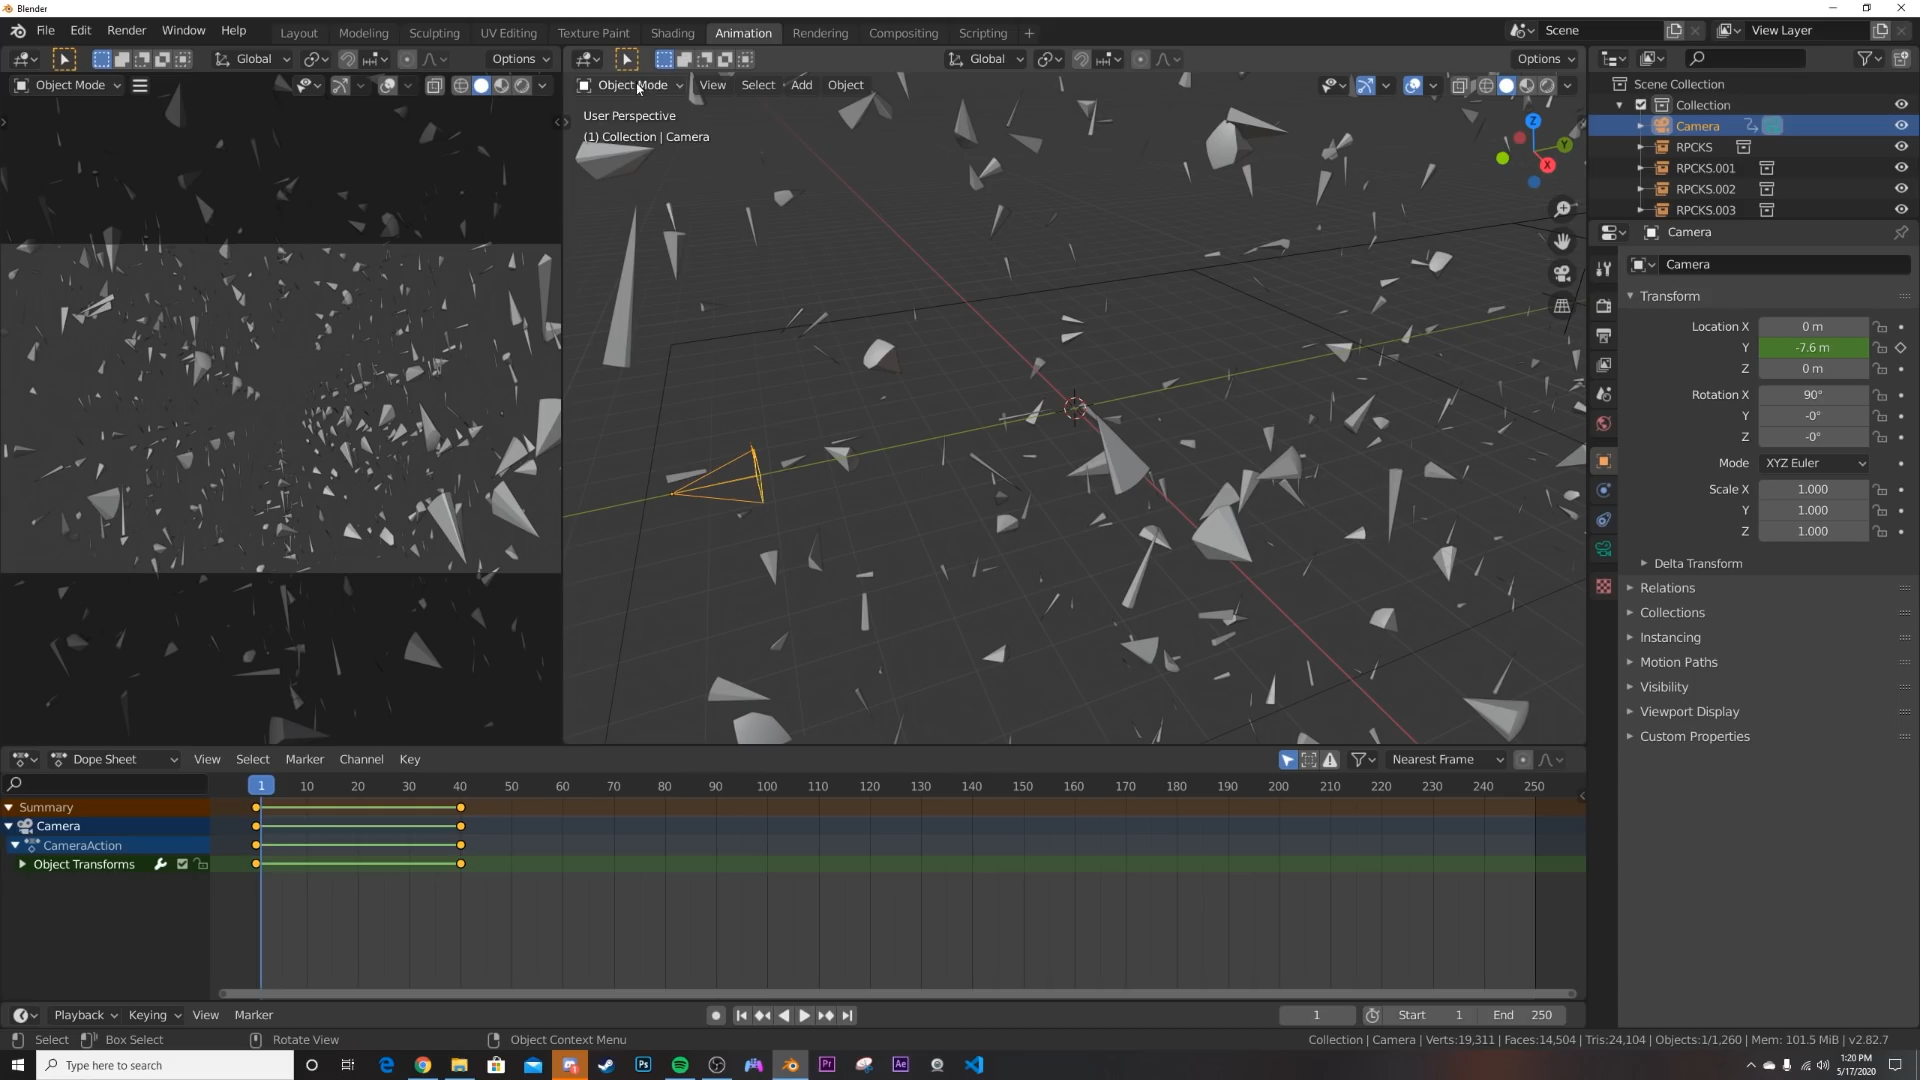 Blender
File Edit Render Window Help Layout Modeling Sculpting UV Editing Texture Paint Shading Animation Rendering Compositing Scripting + Scene View Layer
Global Options Global Options
Object Mode Object Mode View Select Add Object
User Perspective
(1) Collection | Camera
Z
Y
X
Scene Collection
Collection
Camera
RPCKS
RPCKS.001
RPCKS.002
RPCKS.003
Camera
Camera
Transform
Location X 0 m
Y -7.6 m
Z 0 m
Rotation X 90°
Y -0°
Z -0°
Mode XYZ Euler
Scale X 1.000
Y 1.000
Z 1.000
Delta Transform
Relations
Collections
Instancing
Motion Paths
Visibility
Viewport Display
Custom Properties
Dope Sheet View Select Marker Channel Key Nearest Frame
1 10 20 30 40 50 60 70 80 90 100 110 120 130 140 150 160 170 180 190 200 210 220 230 240 250
Summary
Camera
CameraAction
Object Transforms
Playback Keying View Marker 1 Start 1 End 250
Select Box Select Rotate View Object Context Menu Collection | Camera | Verts:19,311 | Faces:14,504 | Tris:24,104 | Objects:1/1,260 | Mem: 101.5 MiB | v2.82.7
Type here to search Ps Pr Ae 1:20 PM
5/17/2020